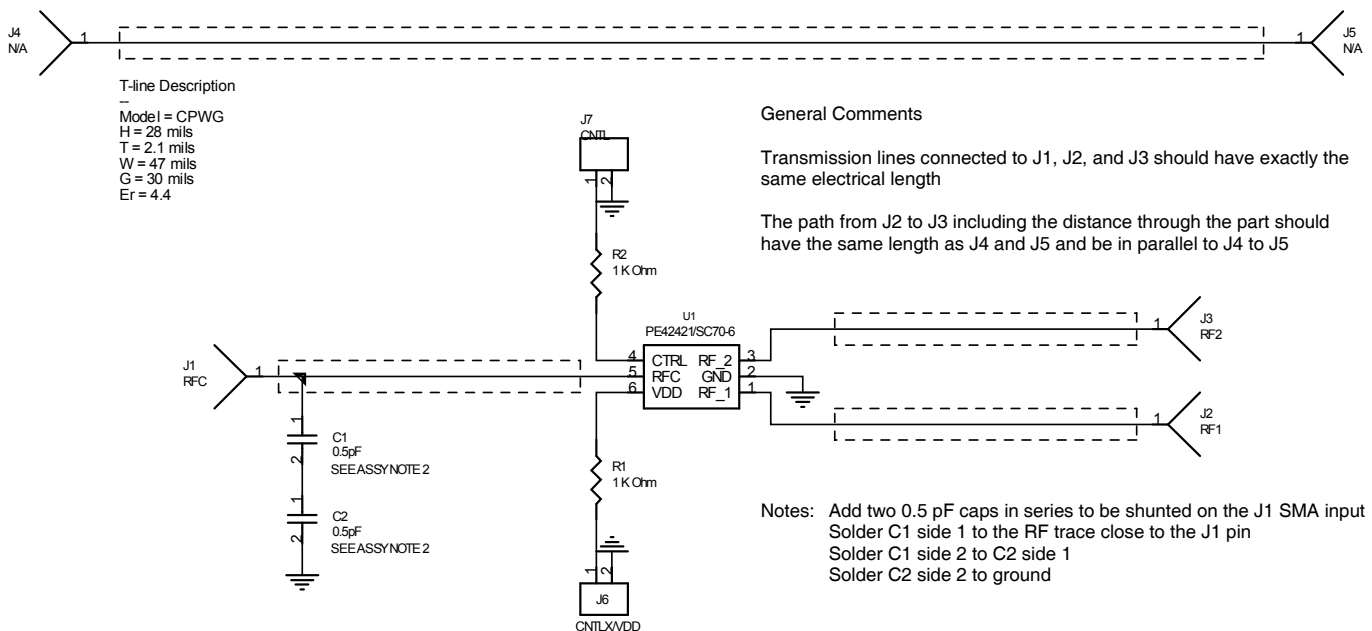 J4
N/A
1
1
J5
N/A
T-line Description
--
Model = CPWG
H = 28 mils
T = 2.1 mils
W = 47 mils
G = 30 mils
Er = 4.4
J7
CNTL
1
2
General Comments
Transmission lines connected to J1, J2, and J3 should have exactly the
same electrical length
The path from J2 to J3 including the distance through the part should
have the same length as J4 and J5 and be in parallel to J4 to J5
R2
1 K Ohm
U1
PE42421/SC70-6
4 CTRL RF_2 3
5 RFC GND 2
6 VDD RF_1 1
1
J3
RF2
J1
RFC
1
1
J2
RF1
1
C1
0.5pF
2
SEE ASSY NOTE 2
1
C2
0.5pF
2
SEE ASSY NOTE 2
R1
1 K Ohm
1
2
J6
CNTLX/VDD
Notes: Add two 0.5 pF caps in series to be shunted on the J1 SMA input
Solder C1 side 1 to the RF trace close to the J1 pin
Solder C1 side 2 to C2 side 1
Solder C2 side 2 to ground